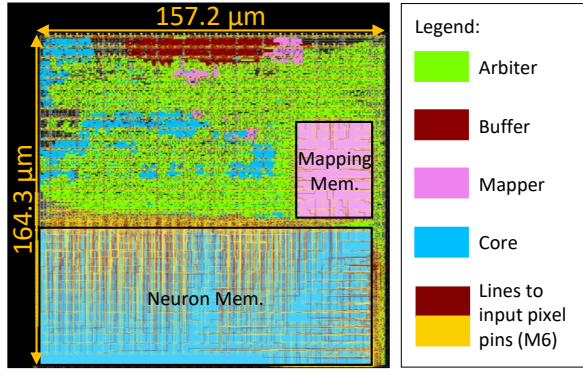 157.2 µm
164.3 µm
Mapping
Mem.
Neuron Mem.
Legend:
Arbiter
Buffer
Mapper
Core
Lines to
input pixel
pins (M6)